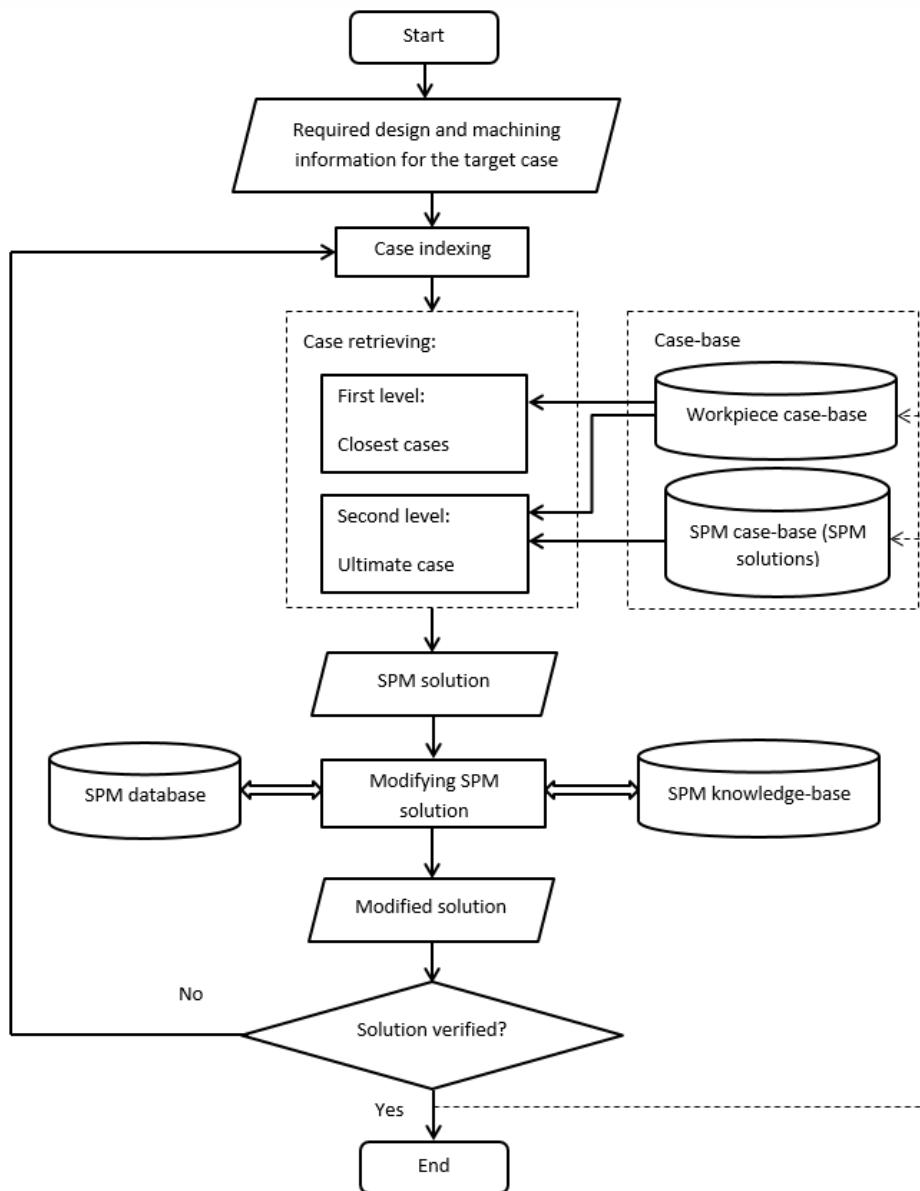 Start
Required design and machining
information for the target case
Case indexing
Case retrieving:
First level:
Closest cases
Second level:
Ultimate case
Case-base
Workpiece case-base
SPM case-base (SPM
solutions)
SPM solution
SPM database
Modifying SPM
solution
SPM knowledge-base
Modified solution
No
Solution verified?
Yes
End